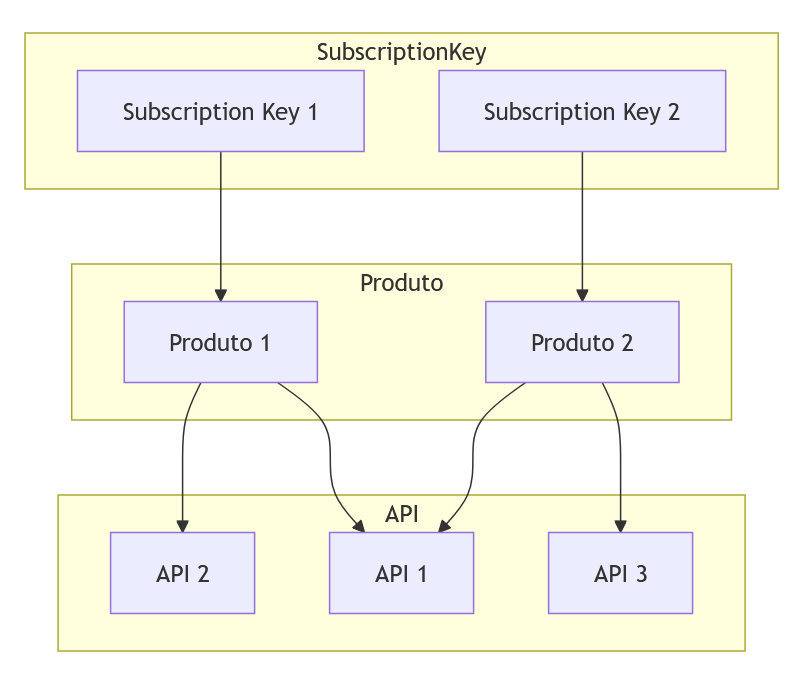 SubscriptionKey
Subscription Key 1
Subscription Key 2
Produto
Produto 1
Produto 2
API
API 2
API 1
API 3